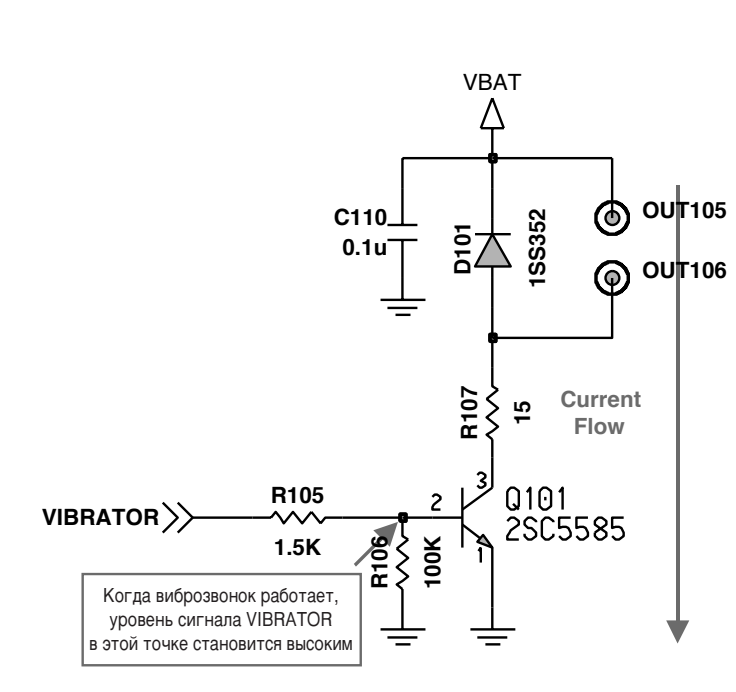 VBAT
C110
0.1u
D101
1SS352
OUT105
OUT106
R107
15
Current
Flow
3
Q101
2SC5585
2
1
VIBRATOR
R105
1.5K
R106
100K
Когда виброзвонок работает,
уровень сигнала VIBRATOR
в этой точке становится высоким